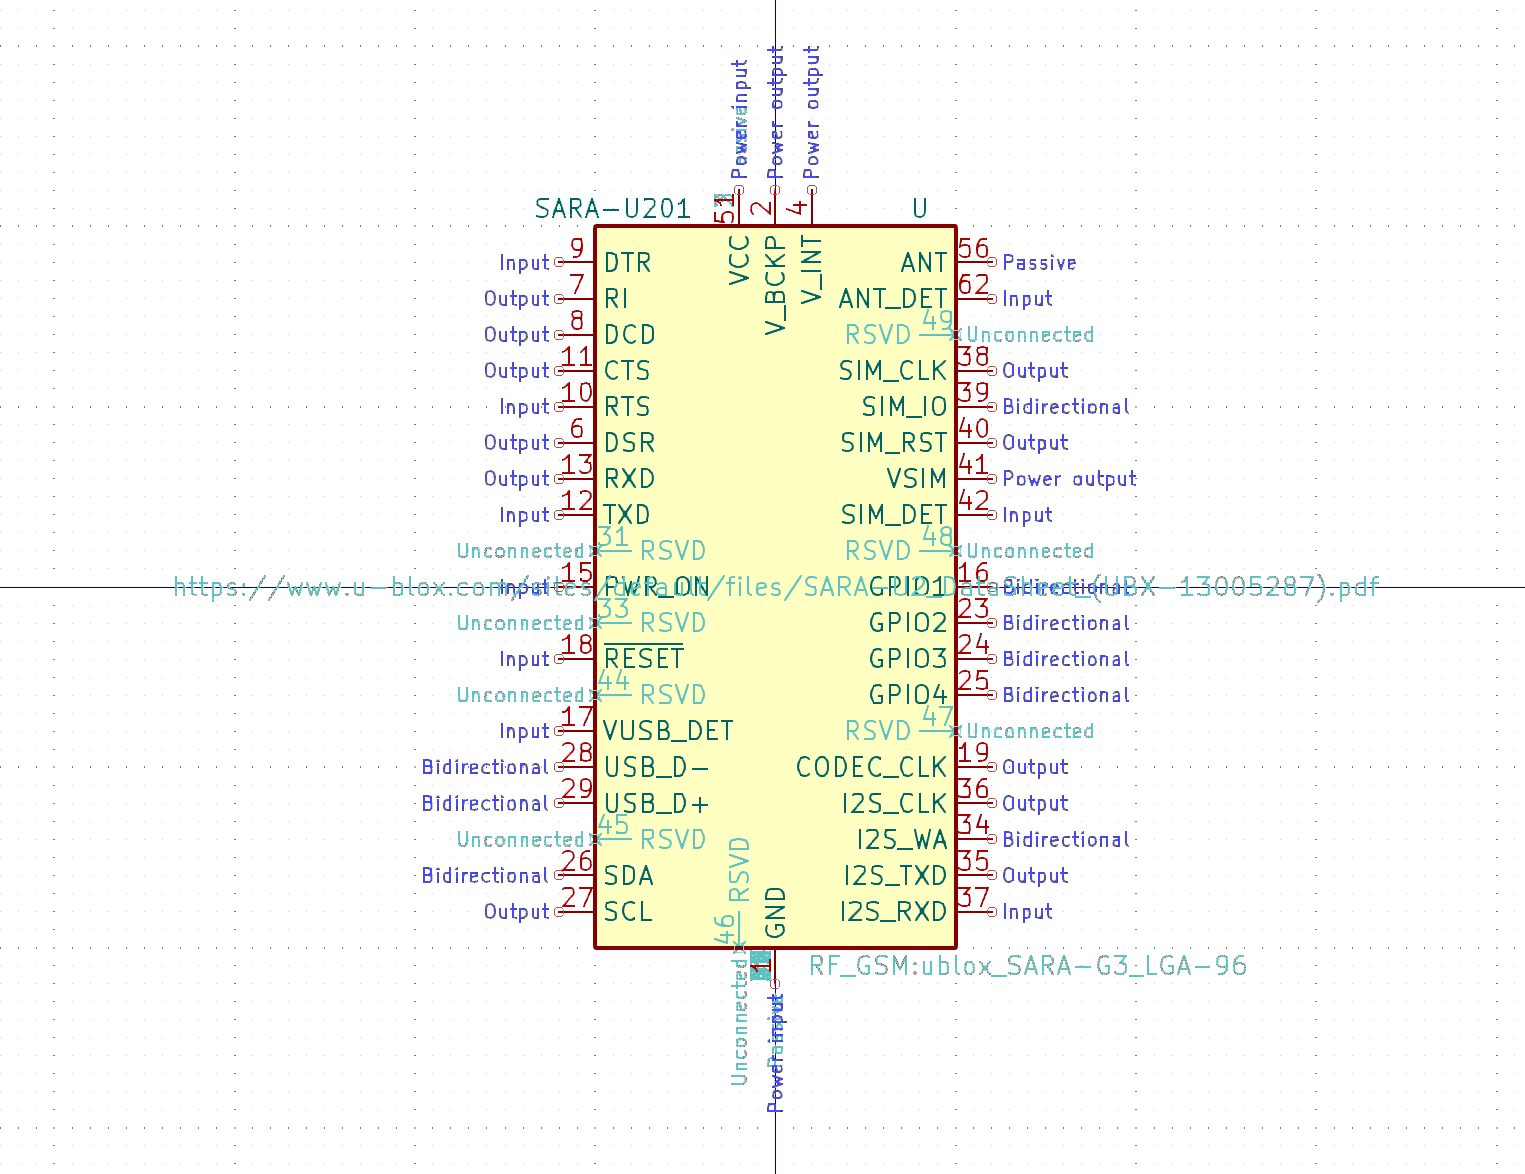 Power input
Power output
Power output
SARA-U201
U
51
2
4
VCC
V_BCKP
V_INT
Input 9 DTR
Output 7 RI
Output 8 DCD
Output 11 CTS
Input 10 RTS
Output 6 DSR
Output 13 RXD
Input 12 TXD
Unconnected 31 RSVD
Input 15 PWR_ON
https://www.u-blox.com/sites/default/files/SARA-U2_DataSheet_(UBX-13005287).pdf
Unconnected 33 RSVD
Input 18 RESET
Unconnected 44 RSVD
Input 17 VUSB_DET
Bidirectional 28 USB_D-
Bidirectional 29 USB_D+
Unconnected 45 RSVD
Bidirectional 26 SDA
Output 27 SCL
ANT 56 Passive
ANT_DET 62 Input
RSVD 49 Unconnected
SIM_CLK 38 Output
SIM_IO 39 Bidirectional
SIM_RST 40 Output
VSIM 41 Power output
SIM_DET 42 Input
RSVD 48 Unconnected
GPIO1 16 Bidirectional
GPIO2 23 Bidirectional
GPIO3 24 Bidirectional
GPIO4 25 Bidirectional
RSVD 47 Unconnected
CODEC_CLK 19 Output
I2S_CLK 36 Output
I2S_WA 34 Bidirectional
I2S_TXD 35 Output
I2S_RXD 37 Input
RSVD
46
Unconnected
GND
1
Power input
RF_GSM:ublox_SARA-G3_LGA-96